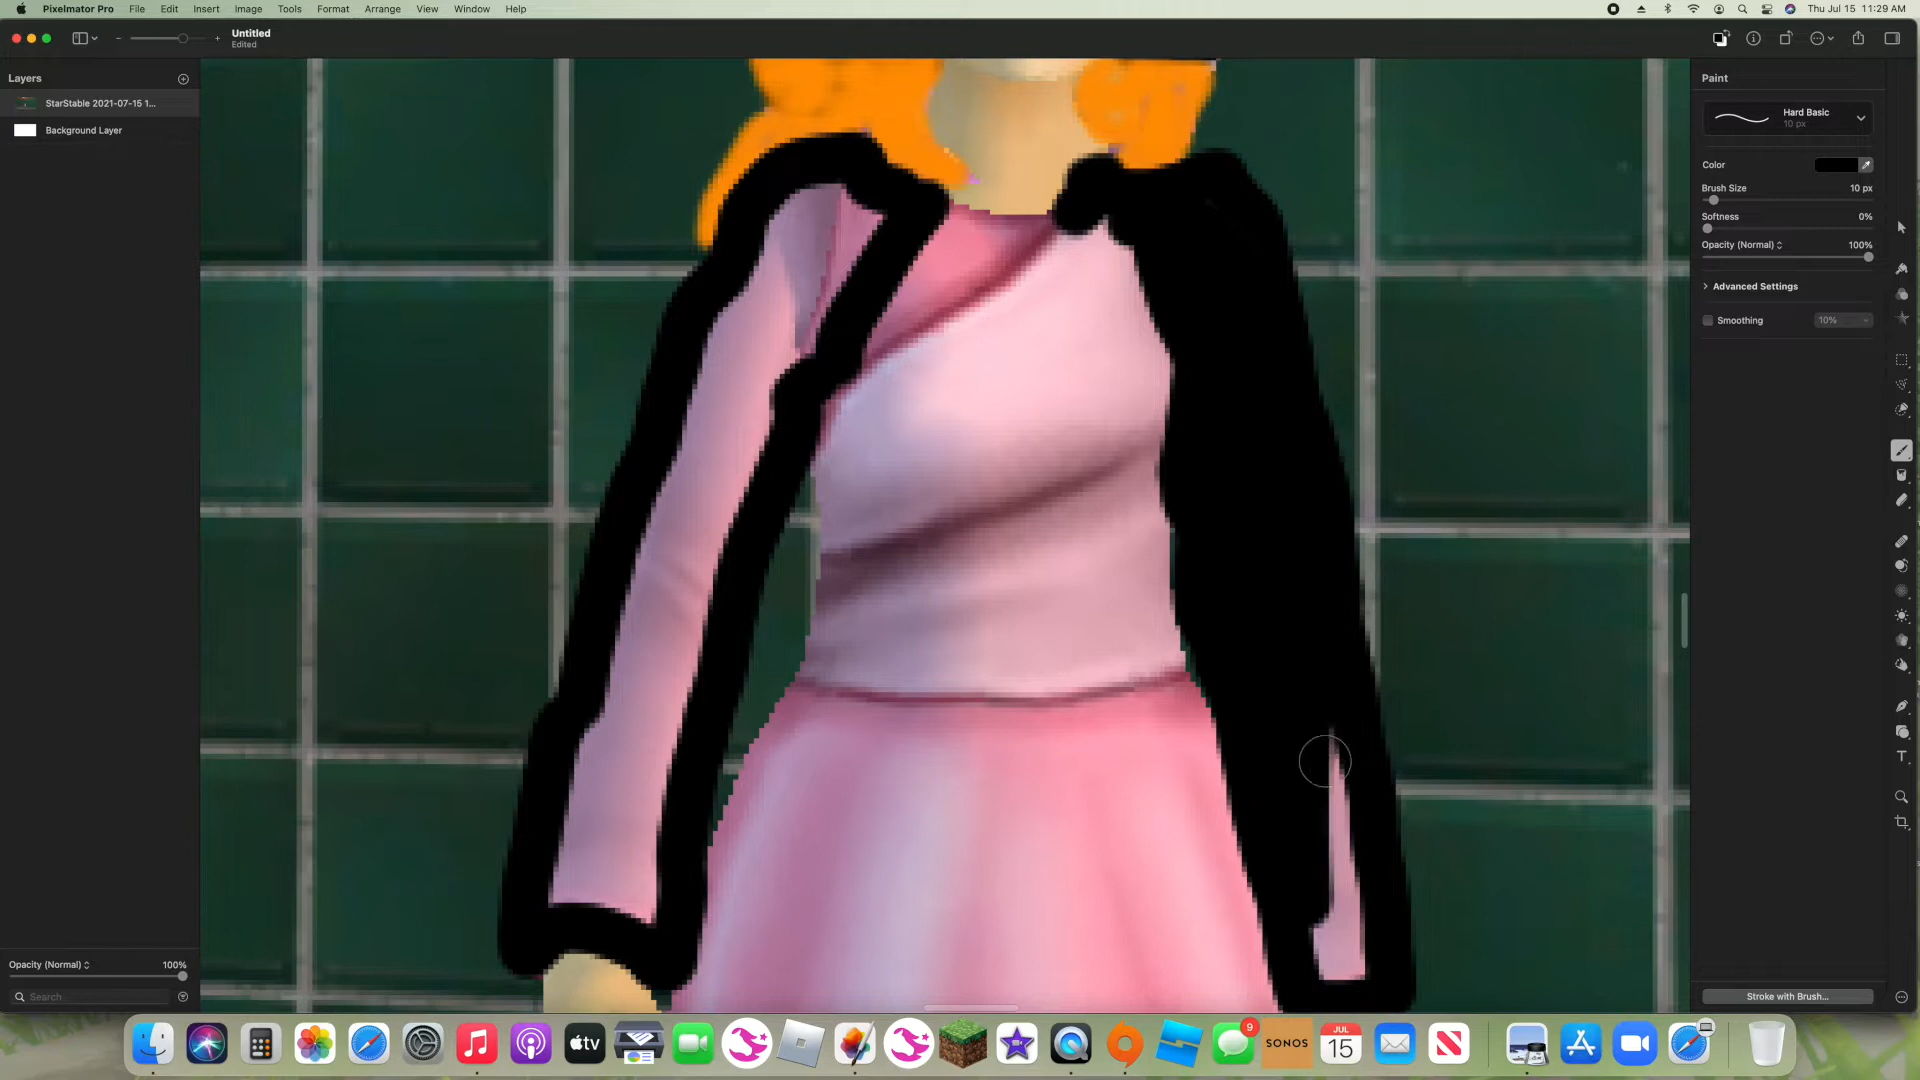 Pixelmator Pro File Edit Insert Image Tools Format Arrange View Window Help Thu Jul 15 11:29 AM
Untitled
Edited
Layers
StarStable 2021-07-15 1...
Background Layer
Paint
Hard Basic
10 px
Color
Brush Size 10 px
Softness 0%
Opacity (Normal) 100%
Advanced Settings
Smoothing 10%
Opacity (Normal) 100%
Search
Stroke with Brush...
tv
9
SONOS
JUL
15